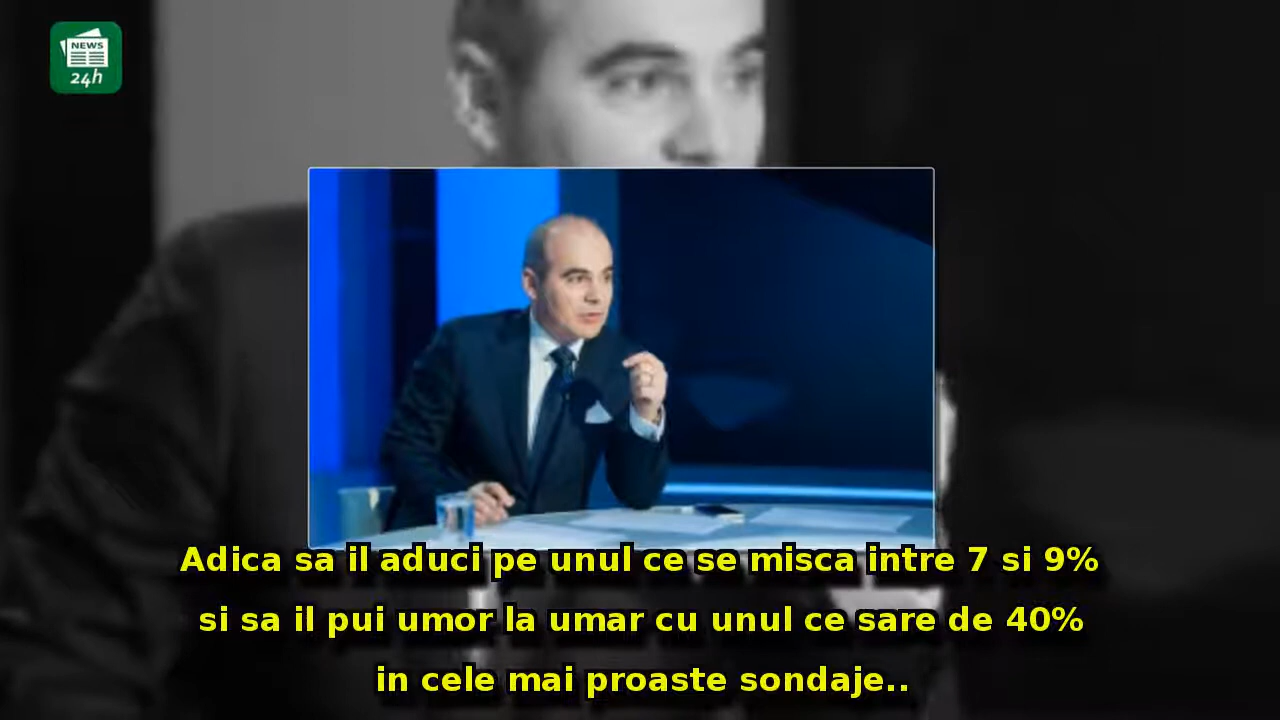 NEWS
24h
Adica sa il aduci pe unul ce se misca intre 7 si 9%
si sa il pui umor la umar cu unul ce sare de 40%
in cele mai proaste sondaje..